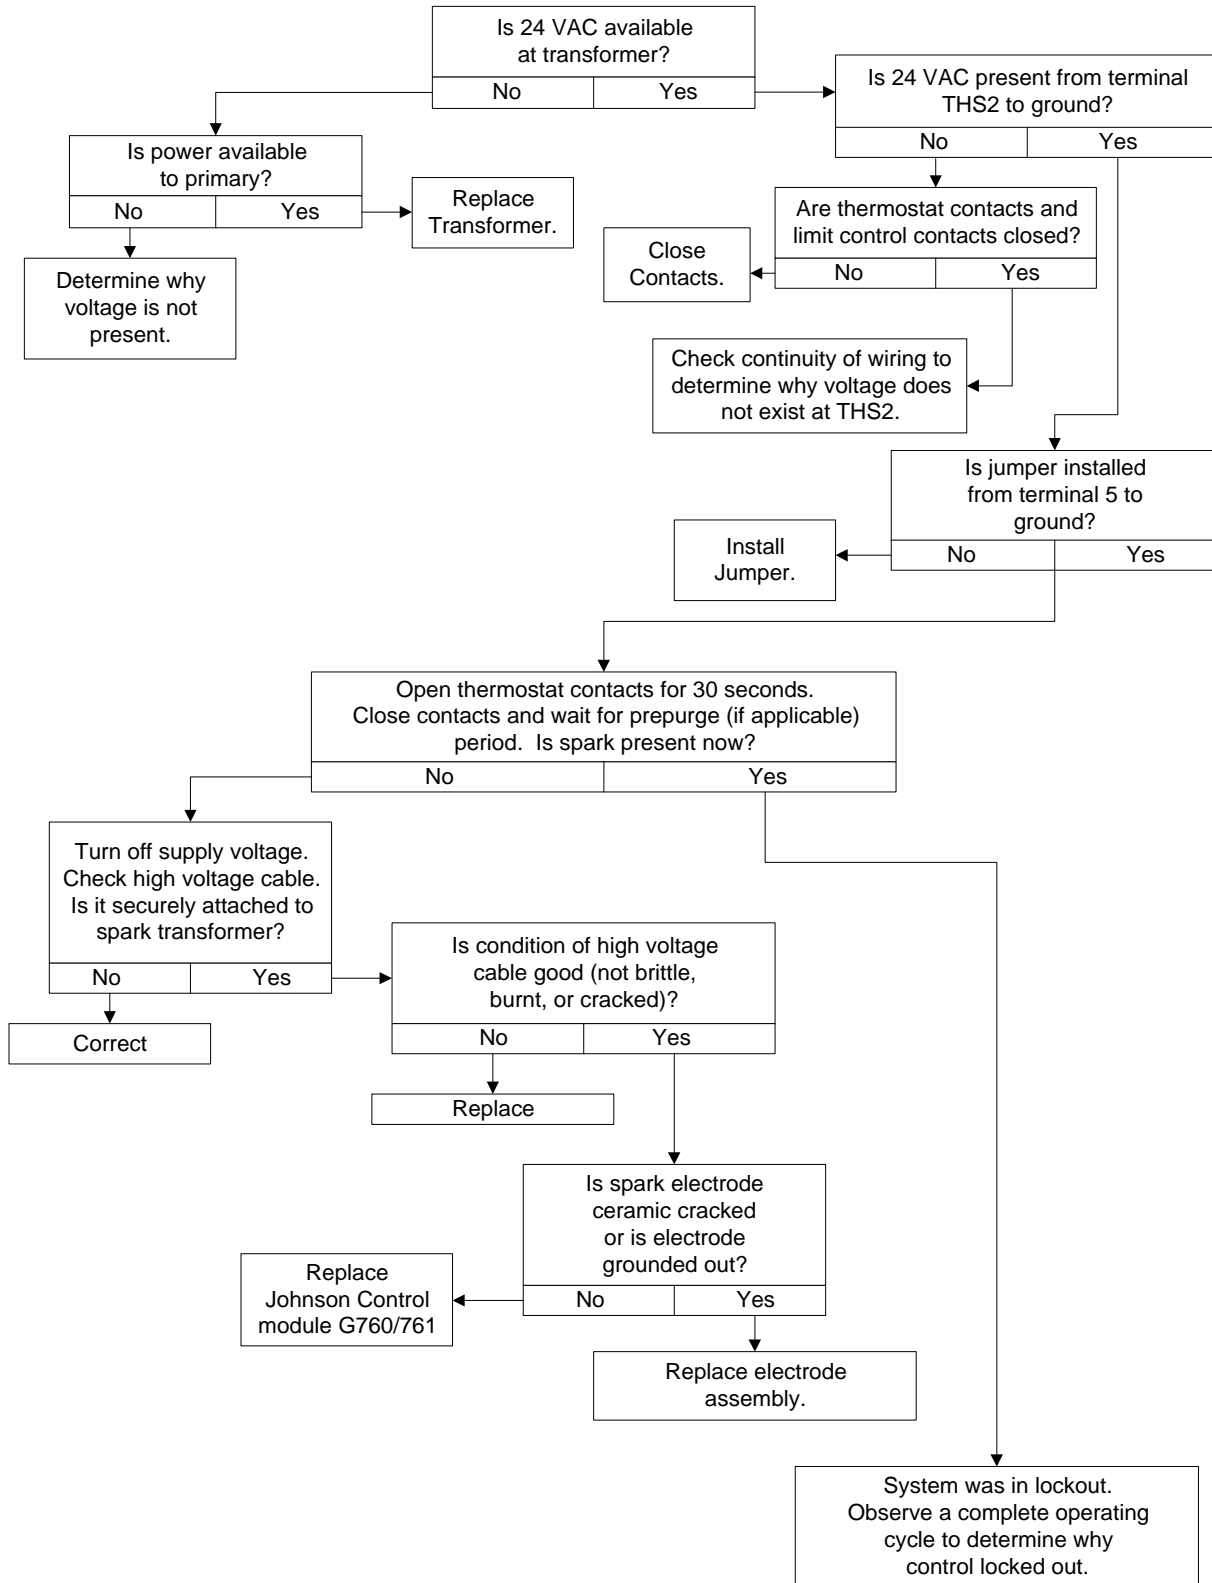 Is 24 VAC available
at transformer?
No Yes
Is 24 VAC present from terminal
THS2 to ground?
No Yes
Is power available
to primary?
No Yes
Replace
Transformer.
Determine why
voltage is not
present.
Are thermostat contacts and
limit control contacts closed?
No Yes
Close
Contacts.
Check continuity of wiring to
determine why voltage does
not exist at THS2.
Is jumper installed
from terminal 5 to
ground?
No Yes
Install
Jumper.
Open thermostat contacts for 30 seconds.
Close contacts and wait for prepurge (if applicable)
period. Is spark present now?
No Yes
Turn off supply voltage.
Check high voltage cable.
Is it securely attached to
spark transformer?
No Yes
Correct
Is condition of high voltage
cable good (not brittle,
burnt, or cracked)?
No Yes
Replace
Is spark electrode
ceramic cracked
or is electrode
grounded out?
No Yes
Replace
Johnson Control
module G760/761
Replace electrode
assembly.
System was in lockout.
Observe a complete operating
cycle to determine why
control locked out.